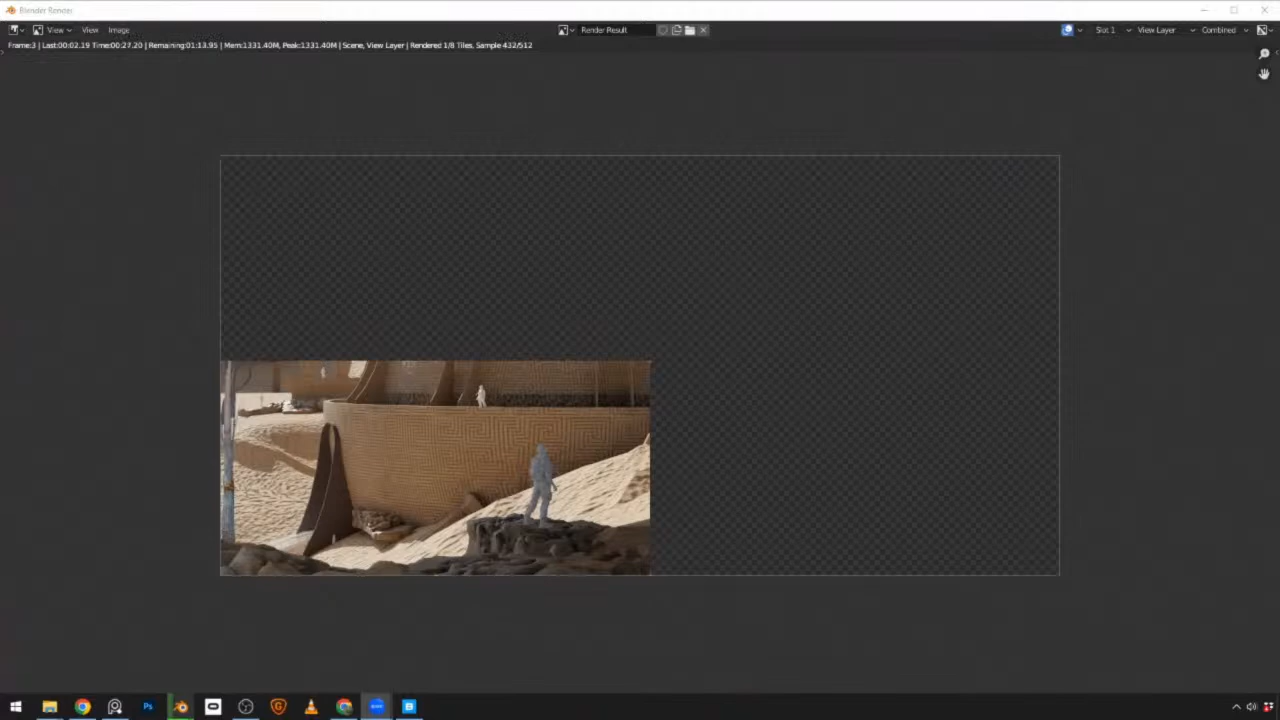 Blender Render
View View Image Render Result Slot 1 View Layer Combined
Frame:3 | Last:00:02.19 Time:00:27.20 | Remaining:01:13.95 | Mem:1331.40M, Peak:1331.40M | Scene, View Layer | Rendered 1/8 Tiles, Sample 432/512
Ps